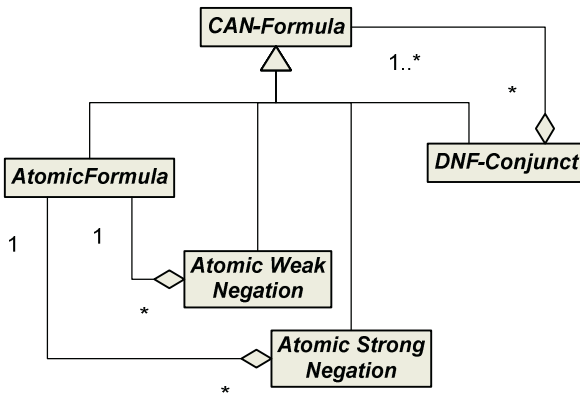 CAN-Formula
1..*
*
DNF-Conjunct
AtomicFormula
1
1
Atomic Weak
Negation
*
Atomic Strong
Negation
*